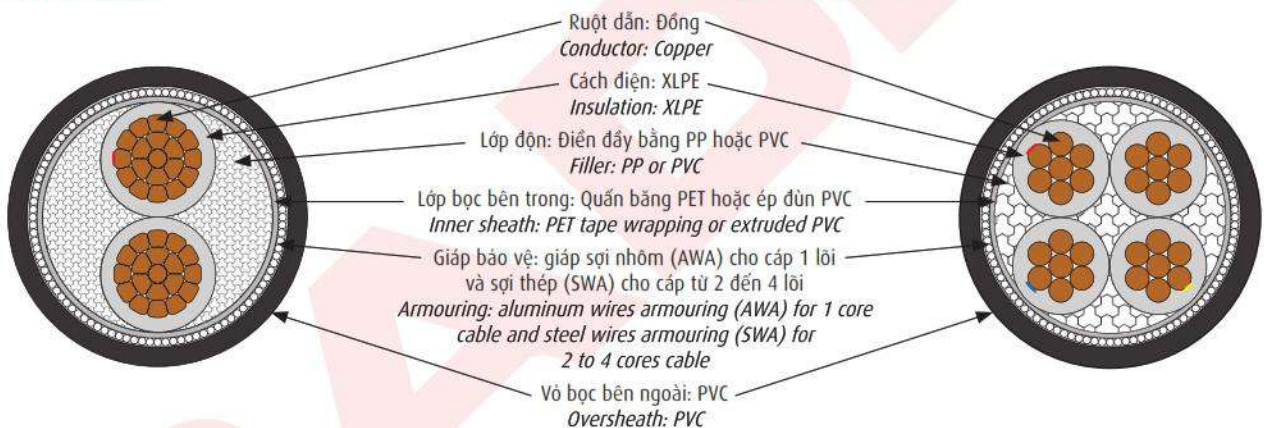 Ruột dẫn: Đồng
Conductor: Copper
Cách điện: XLPE
Insulation: XLPE
Lớp độn: Điền đầy bằng PP hoặc PVC
Filler: PP or PVC
Lớp bọc bên trong: Quấn băng PET hoặc ép đùn PVC
Inner sheath: PET tape wrapping or extruded PVC
Giáp bảo vệ: giáp sợi nhôm (AWA) cho cáp 1 lõi
và sợi thép (SWA) cho cáp từ 2 đến 4 lõi
Armouring: aluminum wires armouring (AWA) for 1 core
cable and steel wires armouring (SWA) for
2 to 4 cores cable
Vỏ bọc bên ngoài: PVC
Oversheath: PVC